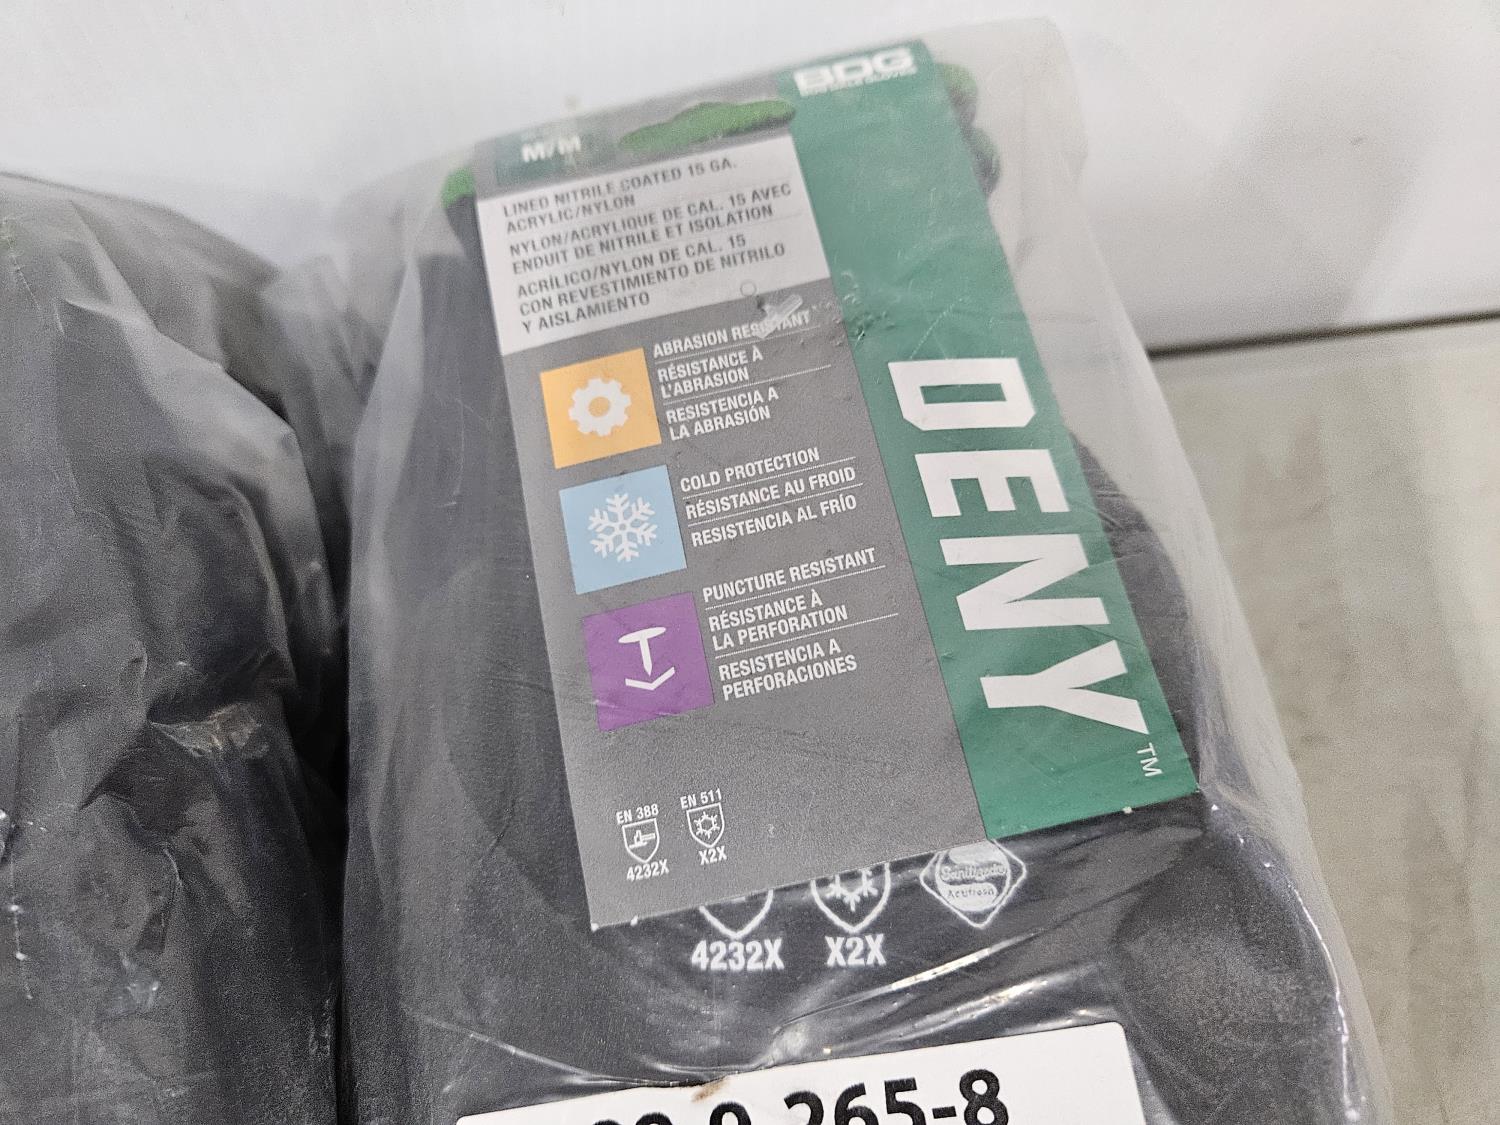 BDG
M/M
LINED NITRILE COATED 15 GA.
ACRYLIC/NYLON
NYLON/ACRYLIQUE DE CAL. 15 AVEC
ENDUIT DE NITRILE ET ISOLATION
ACRÍLICO/NYLON DE CAL. 15
CON REVESTIMIENTO DE NITRILO
Y AISLAMIENTO
ABRASION RESISTANT
RÉSISTANCE À
L'ABRASION
RESISTENCIA A
LA ABRASIÓN
COLD PROTECTION
RÉSISTANCE AU FROID
RESISTENCIA AL FRÍO
PUNCTURE RESISTANT
RÉSISTANCE À
LA PERFORATION
RESISTENCIA A
PERFORACIONES
DENY™
EN 388
4232X
EN 511
X2X
4232X
X2X
Sanitized
Actifresh
265-8